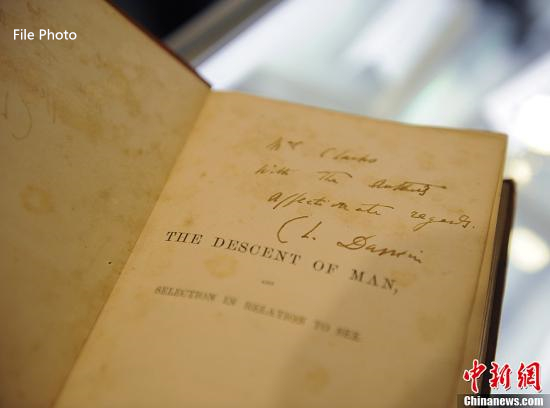 File Photo
Mr Clarks
with the Author's
affectionate regards.
Ch. Darwin
THE DESCENT OF MAN,
AND
SELECTION IN RELATION TO SEX.
中新网
Chinanews.com